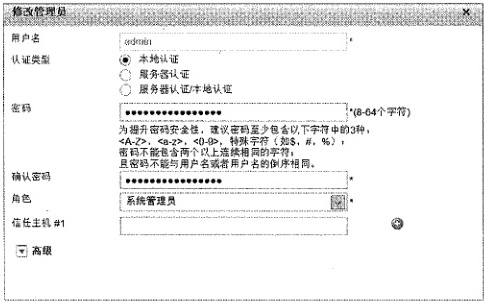 修改管理员
用户名 admin *
认证类型 本地认证
服务器认证
服务器认证/本地认证
密码 •••••••••••••••• *(8-64个字符)
为提升密码安全性，建议密码至少包含以下字符中的3种：
<A-Z>，<a-z>，<0-9>，特殊字符（如$，#，%）；
密码不能包含两个以上连续相同的字符；
且密码不能与用户名或者用户名的倒序相同。
确认密码 •••••••••••••••• *
角色 系统管理员 *
信任主机 #1
高级